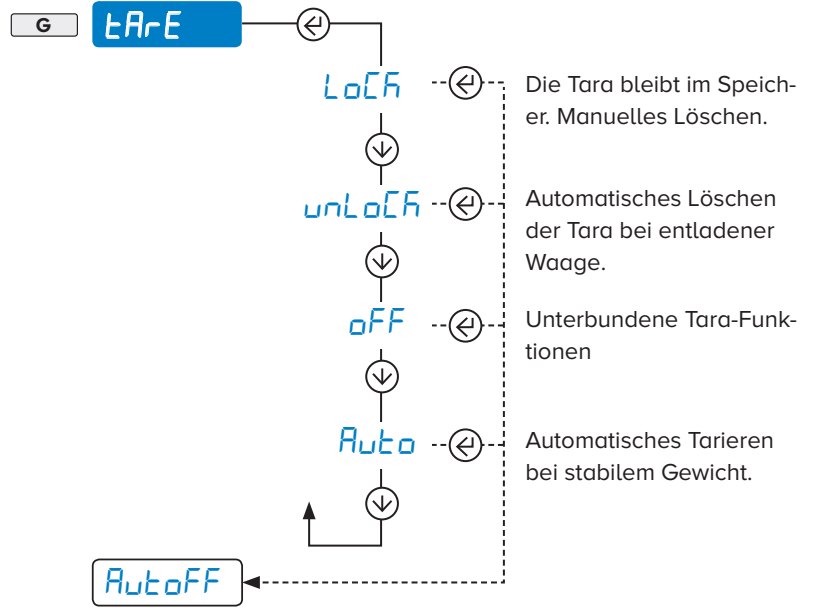 G tArE
LoCK
Die Tara bleibt im Speich-
er. Manuelles Löschen.
unLoCK
Automatisches Löschen
der Tara bei entladener
Waage.
oFF
Unterbundene Tara-Funk-
tionen
Auto
Automatisches Tarieren
bei stabilem Gewicht.
AutoFF